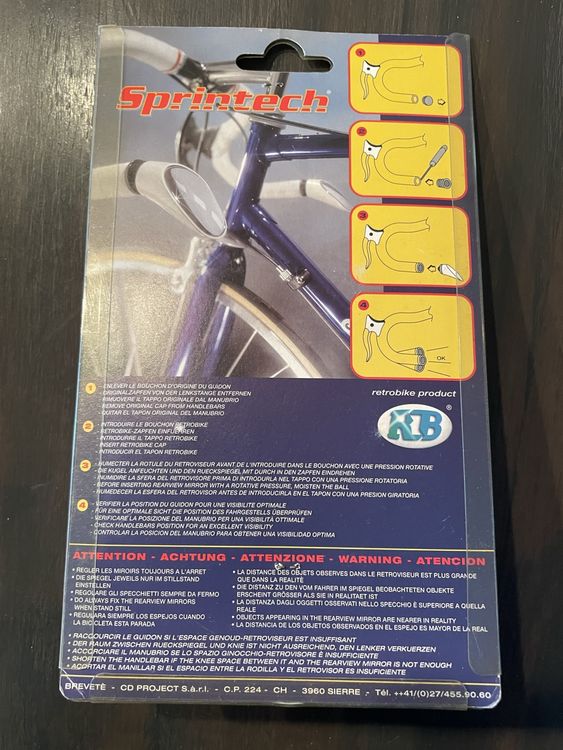 Sprintech®
1
2
3
4
OK
retrobike product
RB®
1 - ENLEVER LE BOUCHON D'ORIGINE DU GUIDON
- ORIGINALZAPFEN VON DER LENKSTANGE ENTFERNEN
- RIMUOVERE IL TAPPO ORIGINALE DAL MANUBRIO
- REMOVE ORIGINAL CAP FROM HANDLEBARS
- QUITAR EL TAPON ORIGINAL DEL MANUBRIO
2 - INTRODUIRE LE BOUCHON RETROBIKE
- RETROBIKE-ZAPFEN EINFUEHREN
- INTRODURRE IL TAPPO RETROBIKE
- INSERT RETROBIKE CAP
- INTRODUCIR EL TAPON RETROBIKE
3 - HUMECTER LA ROTULE DU RETROVISEUR AVANT DE L'INTRODUIRE DANS LE BOUCHON AVEC UNE PRESSION ROTATIVE
- DIE KUGEL ANFEUCHTEN UND DEN RUECKSPIEGEL MIT DURCH IN DEN ZAPFEN EINDREHEN
- INUMIDIRE LA SFERA DEL RETROVISORE PRIMA DI INTRODURLA NEL TAPPO CON UNA PRESSIONE ROTATORIA
- BEFORE INSERTING REARVIEW MIRROR WITH A ROTATIVE PRESSURE, MOISTEN THE BALL
- HUMEDECER LA ESFERA DEL RETROVISOR ANTES DE INTRODUCIRLA EN EL TAPON CON UNA PRESION GIRATORIA
4 - VERIFIER LA POSITION DU GUIDON POUR UNE VISIBILITE OPTIMALE
- FÜR EINE OPTIMALE SICHT DIE POSITION DES FAHRGESTELLS ÜBERPRÜFEN
- VERIFICARE LA POSIZIONE DEL MANUBRIO PER UNA VISIBILITÀ OTTIMALE
- CHECK HANDLEBARS POSITION FOR AN EXCELLENT VISIBILITY
- CONTROLAR LA POSICION DEL MANUBRIO PARA OBTENER UNA VISIBILIDAD OPTIMA
ATTENTION - ACHTUNG - ATTENZIONE - WARNING - ATENCION
• REGLER LES MIROIRS TOUJOURS A L'ARRET
• DIE SPIEGEL JEWEILS NUR IM STILLSTAND
EINSTELLEN
• REGOLARE GLI SPECCHIETTI SEMPRE DA FERMO
• DO ALWAYS FIX THE REARVIEW MIRRORS
WHEN STAND STILL
• REGULARA SIEMPRE LOS ESPEJOS CUANDO
LA BICICLETA ESTA PARADA
• LA DISTANCE DES OBJETS OBSERVES DANS LE RETROVISEUR EST PLUS GRANDE
QUE DANS LA REALITÉ
• DIE DISTANZ ZU DEN VOM FAHRER IM SPIEGEL BEOBACHTETEN OBJEKTE
ERSCHEINT GRÖSSER ALS SIE IN REALITAET IST
• LA DISTANZA DAGLI OGGETTI OSSERVATI NELLO SPECCHIO È SUPERIORE A QUELLA
REALE
• OBJECTS APPEARING IN THE REARVIEW MIRROR ARE NEARER IN REALITY
• LA DISTANCIA DE LOS OBJETOS OBSERVADOS EN EL ESPEJO ES MAYOR DE LA REAL
• RACCOURCIR LE GUIDON SI L'ESPACE GENOUD-RETROVISEUR EST INSUFFISANT
• DER RAUM ZWISCHEN RUECKSPIEGEL UND KNIE IST NICHT AUSREICHEND, DEN LENKER VERKUERZEN
• ACCORCIARE IL MANUBRIO SE LO SPAZIO GINOCCHIO-RETROVISORE È INSUFFICIENTE
• SHORTEN THE HANDLEBAR IF THE KNEE SPACE BETWEEN IT AND THE REARVIEW MIRROR IS NOT ENOUGH
• ACORTAR EL MANILLAR SI EL ESPACIO ENTRE LA RODILLA Y EL RETROVISOR ES INSUFICIENTE
BREVETÉ - CD PROJECT S.à.r.l. - C.P. 224 - CH - 3960 SIERRE - Tél. ++41/(0)27/455.90.60